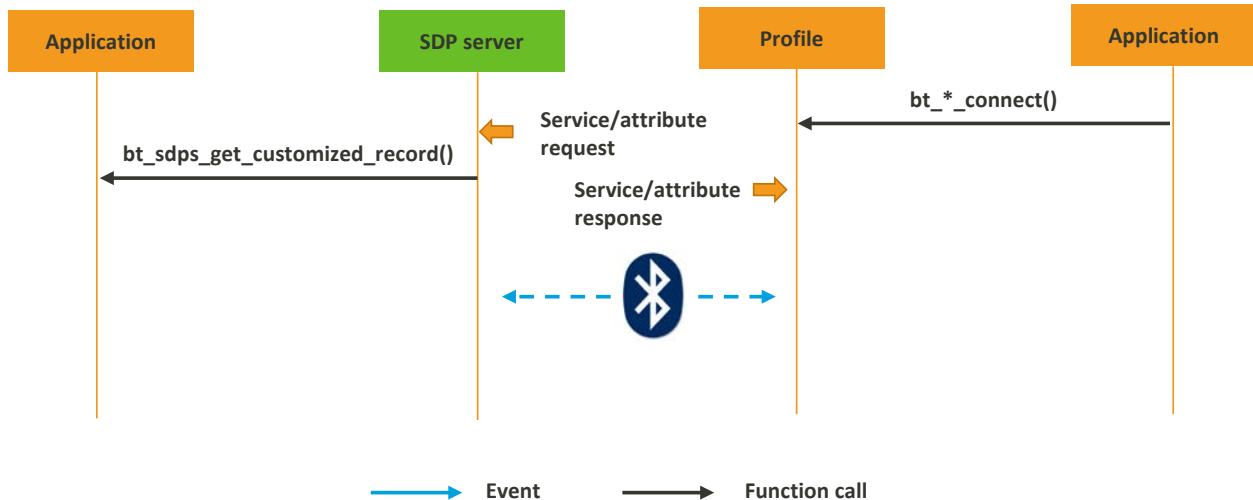 Application
SDP server
Profile
Application
bt_*_connect()
Service/attribute
request
bt_sdps_get_customized_record()
Service/attribute
response
Event
Function call